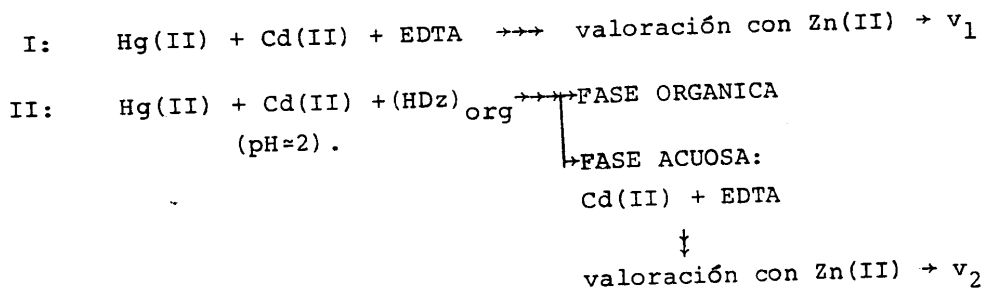 I: Hg(II) + Cd(II) + EDTA →→→ valoración con Zn(II) → v₁
II: Hg(II) + Cd(II) +(HDz)org →→→→FASE ORGANICA
(pH≃2).
→FASE ACUOSA:
Cd(II) + EDTA
↓
valoración con Zn(II) → v₂